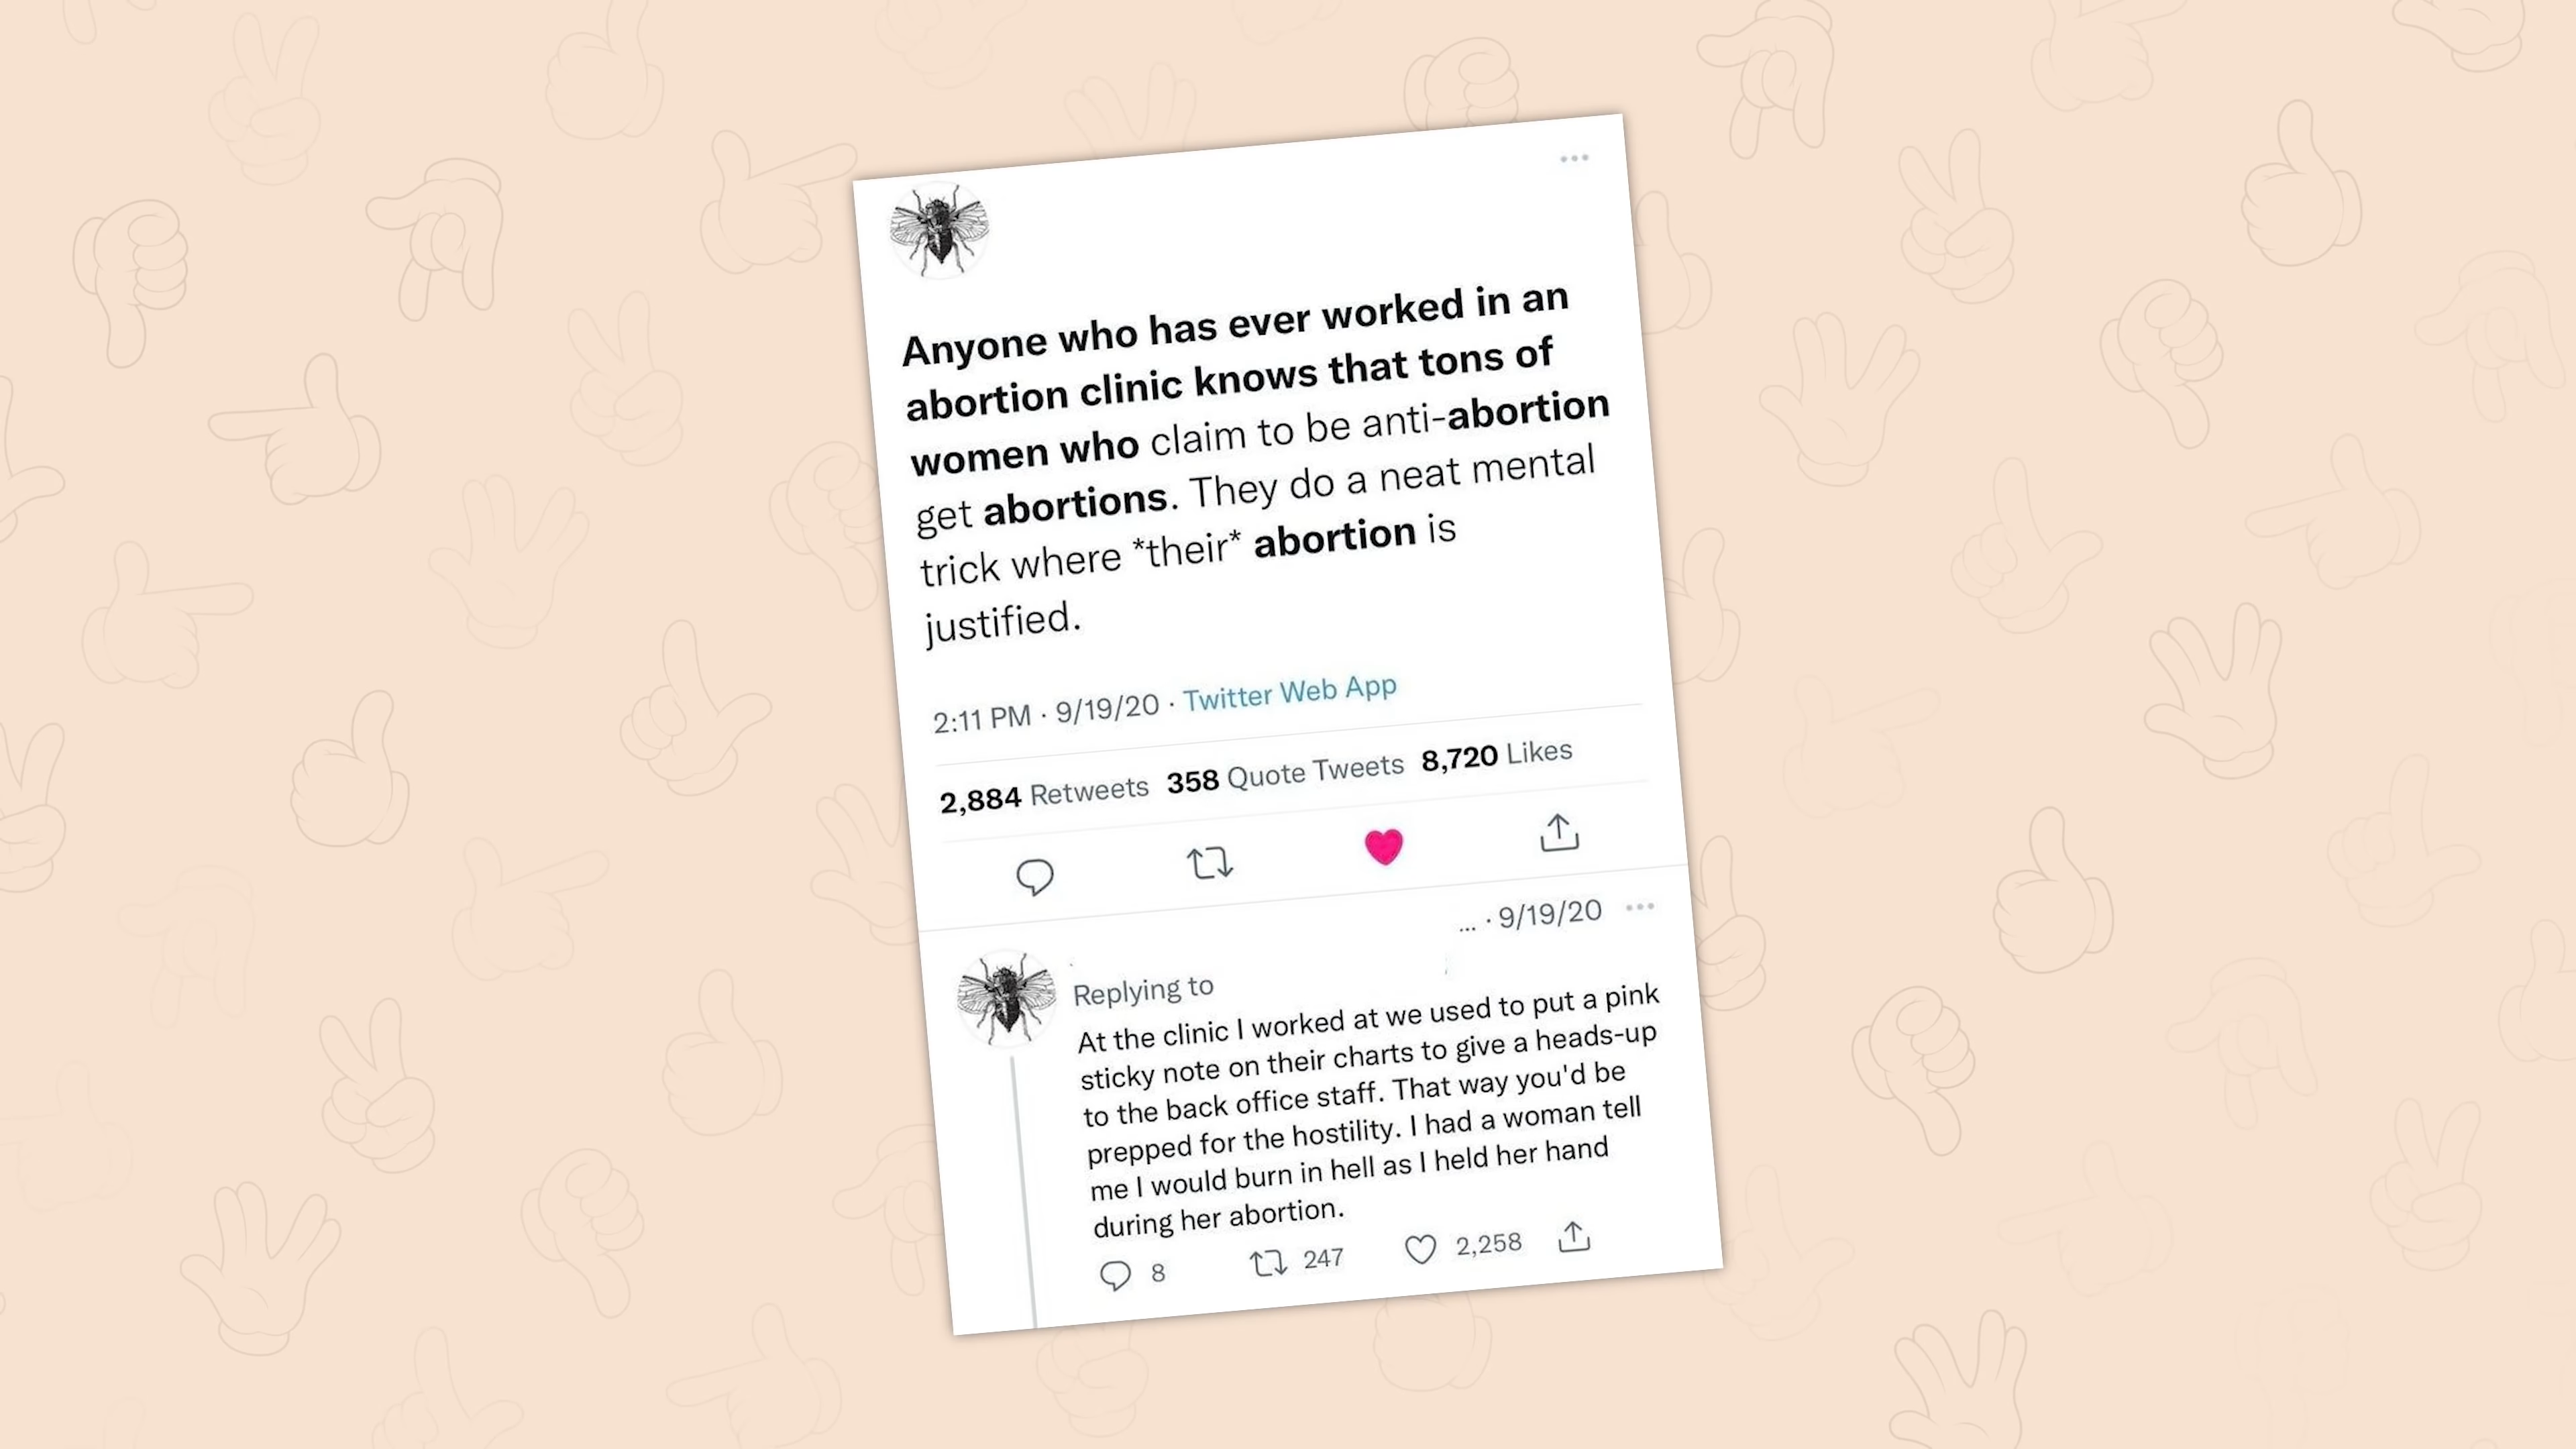 Anyone who has ever worked in an
abortion clinic knows that tons of
women who claim to be anti-abortion
get abortions. They do a neat mental
trick where *their* abortion is
justified.
2:11 PM · 9/19/20 · Twitter Web App
2,884 Retweets 358 Quote Tweets 8,720 Likes
... · 9/19/20
Replying to
At the clinic I worked at we used to put a pink
sticky note on their charts to give a heads-up
to the back office staff. That way you'd be
prepped for the hostility. I had a woman tell
me I would burn in hell as I held her hand
during her abortion.
8 247 2,258